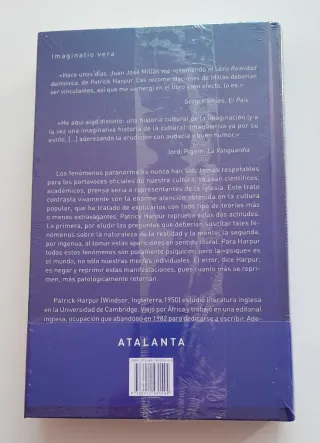 imaginatio vera
«Hace unos días, Juan José Millás me recomendó el libro Realidad
daimónica, de Patrick Harpur. Las recomendaciones de Millás deberían
ser vinculantes, así que me sumergí en el libro y, en efecto, lo es.»
Sergi Pàmies, El País
«He aquí algo distinto: una historia cultural de la imaginación (y a
la vez una imaginativa historia de la cultura). Imaginativa ya por su
estilo, [...] aderezando la erudición con audacia y buen humor.»
Jordi Pigem, La Vanguardia
Los fenómenos paranormales nunca han sido temas respetables
para los portavoces oficiales de nuestra cultura, ya sean científicos,
académicos, prensa seria o representantes de la iglesia. Este trato
contrasta vivamente con la enorme atención obtenida en la cultura
popular, que ha tratado de explicarlos con todo tipo de teorías más
o menos extravagantes. Patrick Harpur reprueba estas dos actitudes.
La primera, por eludir las preguntas que deberían suscitar tales fe-
nómenos sobre la naturaleza de la realidad y la mente; la segunda,
por ingenua, al tomar estas apariciones en sentido literal. Para Harpur
todos estos fenómenos son puramente psíquicos, pero la «psique» es
el mundo, no solo nuestras mentes individuales. El error, dice Harpur,
es negar y reprimir estas manifestaciones, pues cuanto más se repri-
men, más patológicamente retornan.
Patrick Harpur (Windsor, Inglaterra, 1950) estudió literatura inglesa
en la Universidad de Cambridge. Viajó por África y trabajó en una editorial
inglesa, ocupación que abandonó en 1982 para dedicarse a escribir. Ade-
ATALANTA